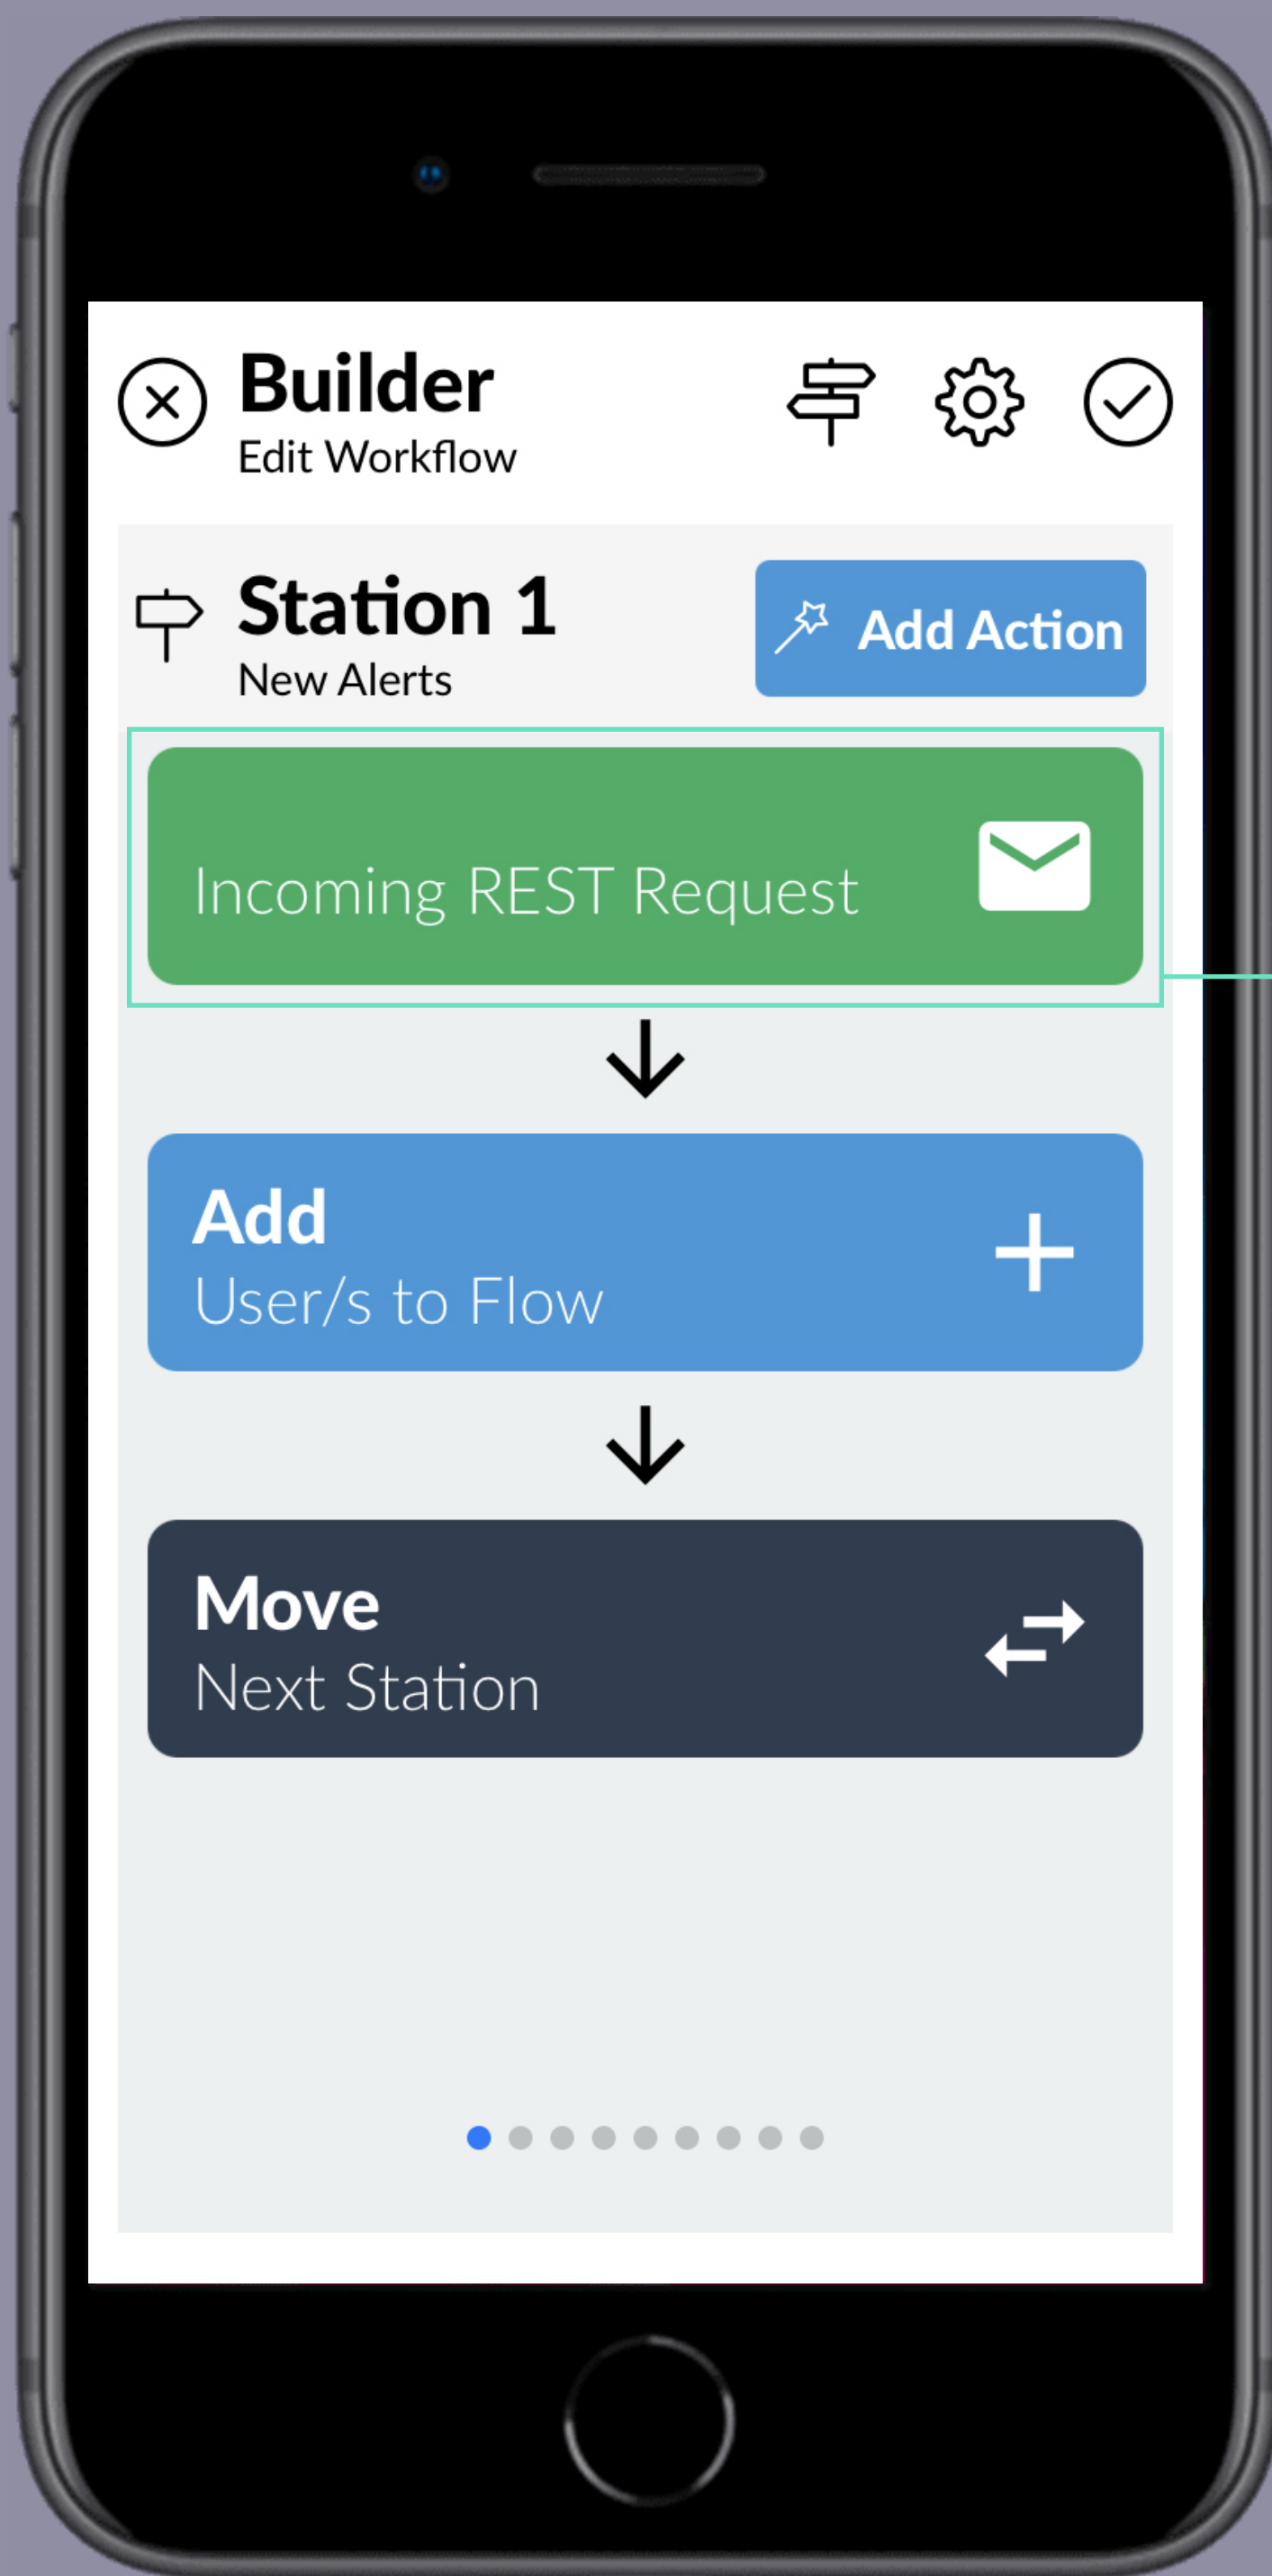 Builder
Edit Workflow
Station 1
New Alerts
Add Action
Incoming REST Request
Add
User/s to Flow
Move
Next Station